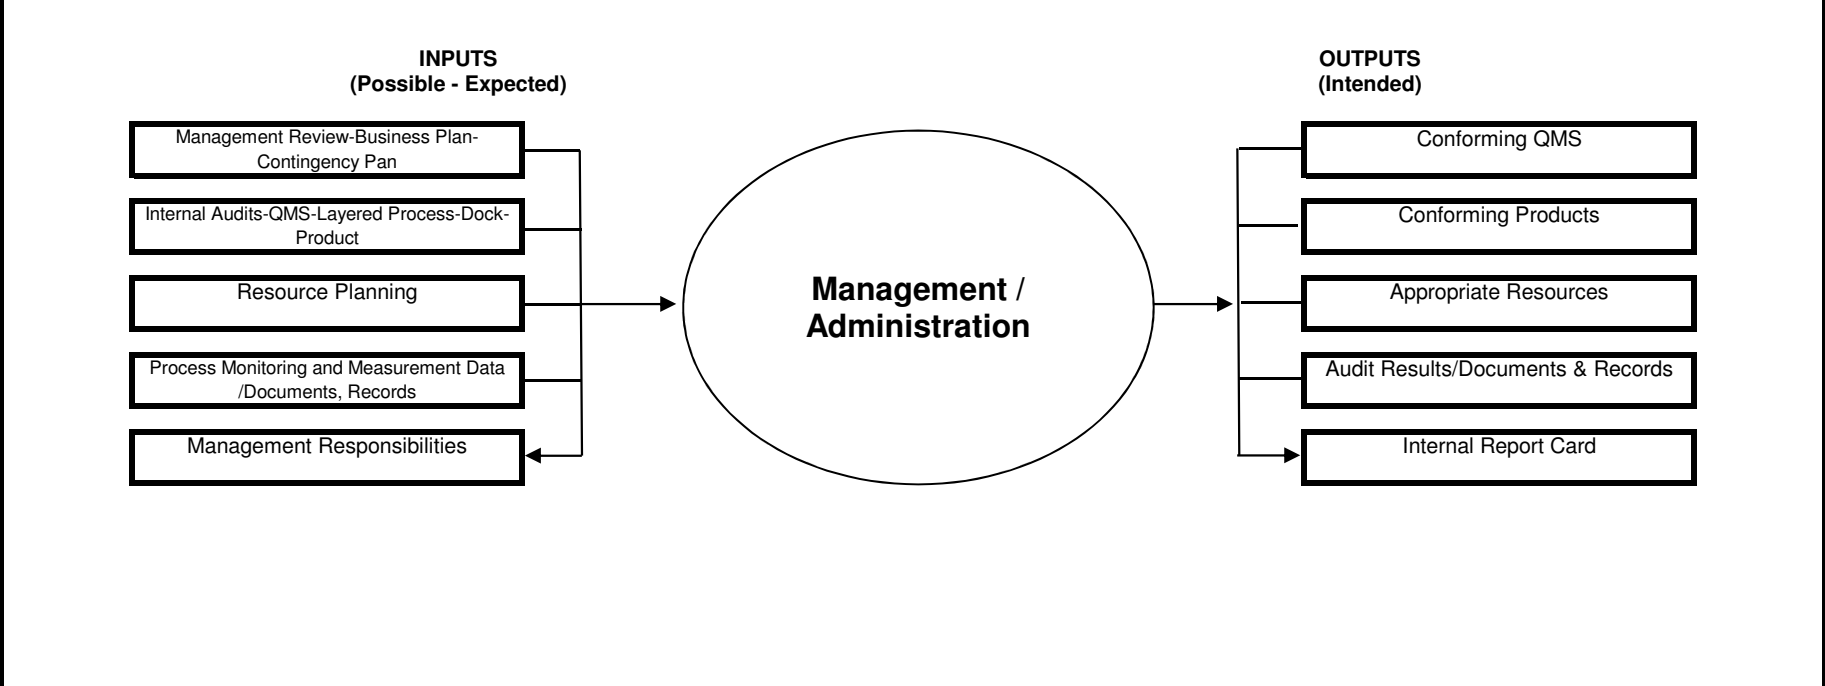 INPUTS
(Possible - Expected)
Management Review-Business Plan-
Contingency Pan
Internal Audits-QMS-Layered Process-Dock-
Product
Resource Planning
Process Monitoring and Measurement Data
/Documents, Records
Management Responsibilities
Management /
Administration
OUTPUTS
(Intended)
Conforming QMS
Conforming Products
Appropriate Resources
Audit Results/Documents & Records
Internal Report Card